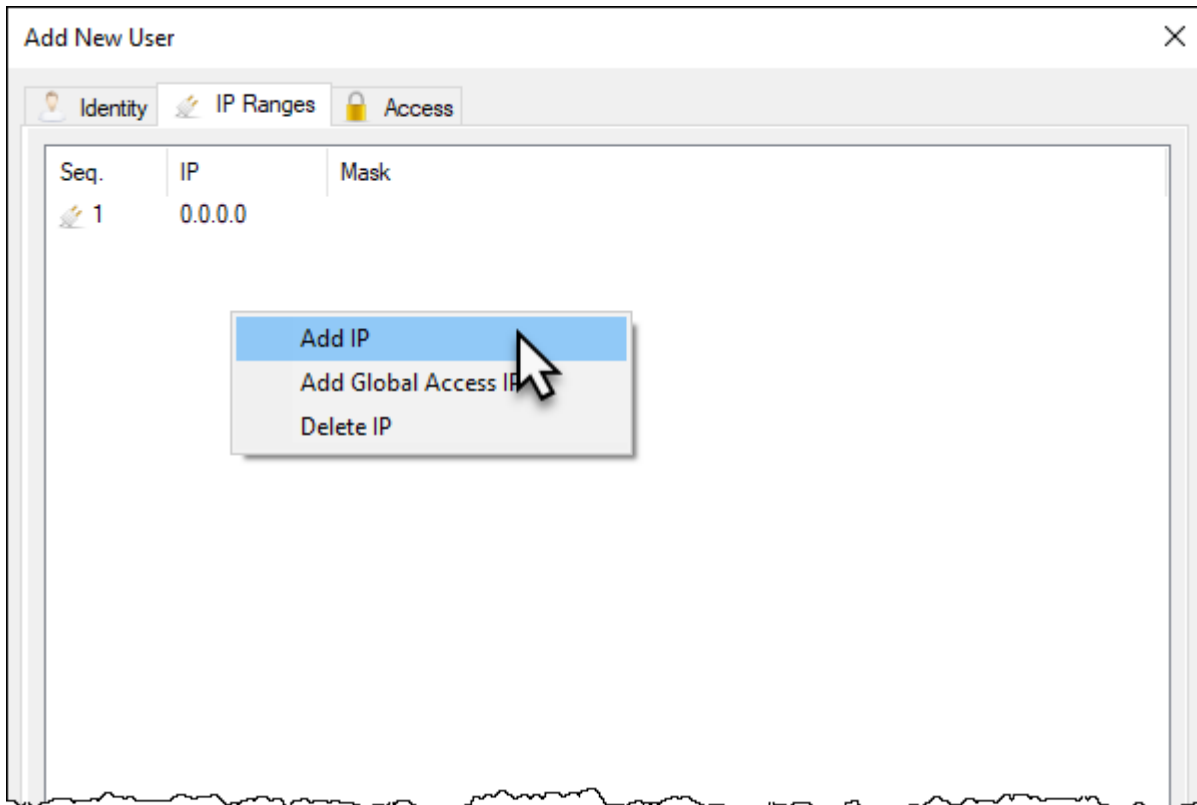 Add New User
Identity IP Ranges Access
Seq. IP Mask
1 0.0.0.0
Add IP
Add Global Access IP
Delete IP